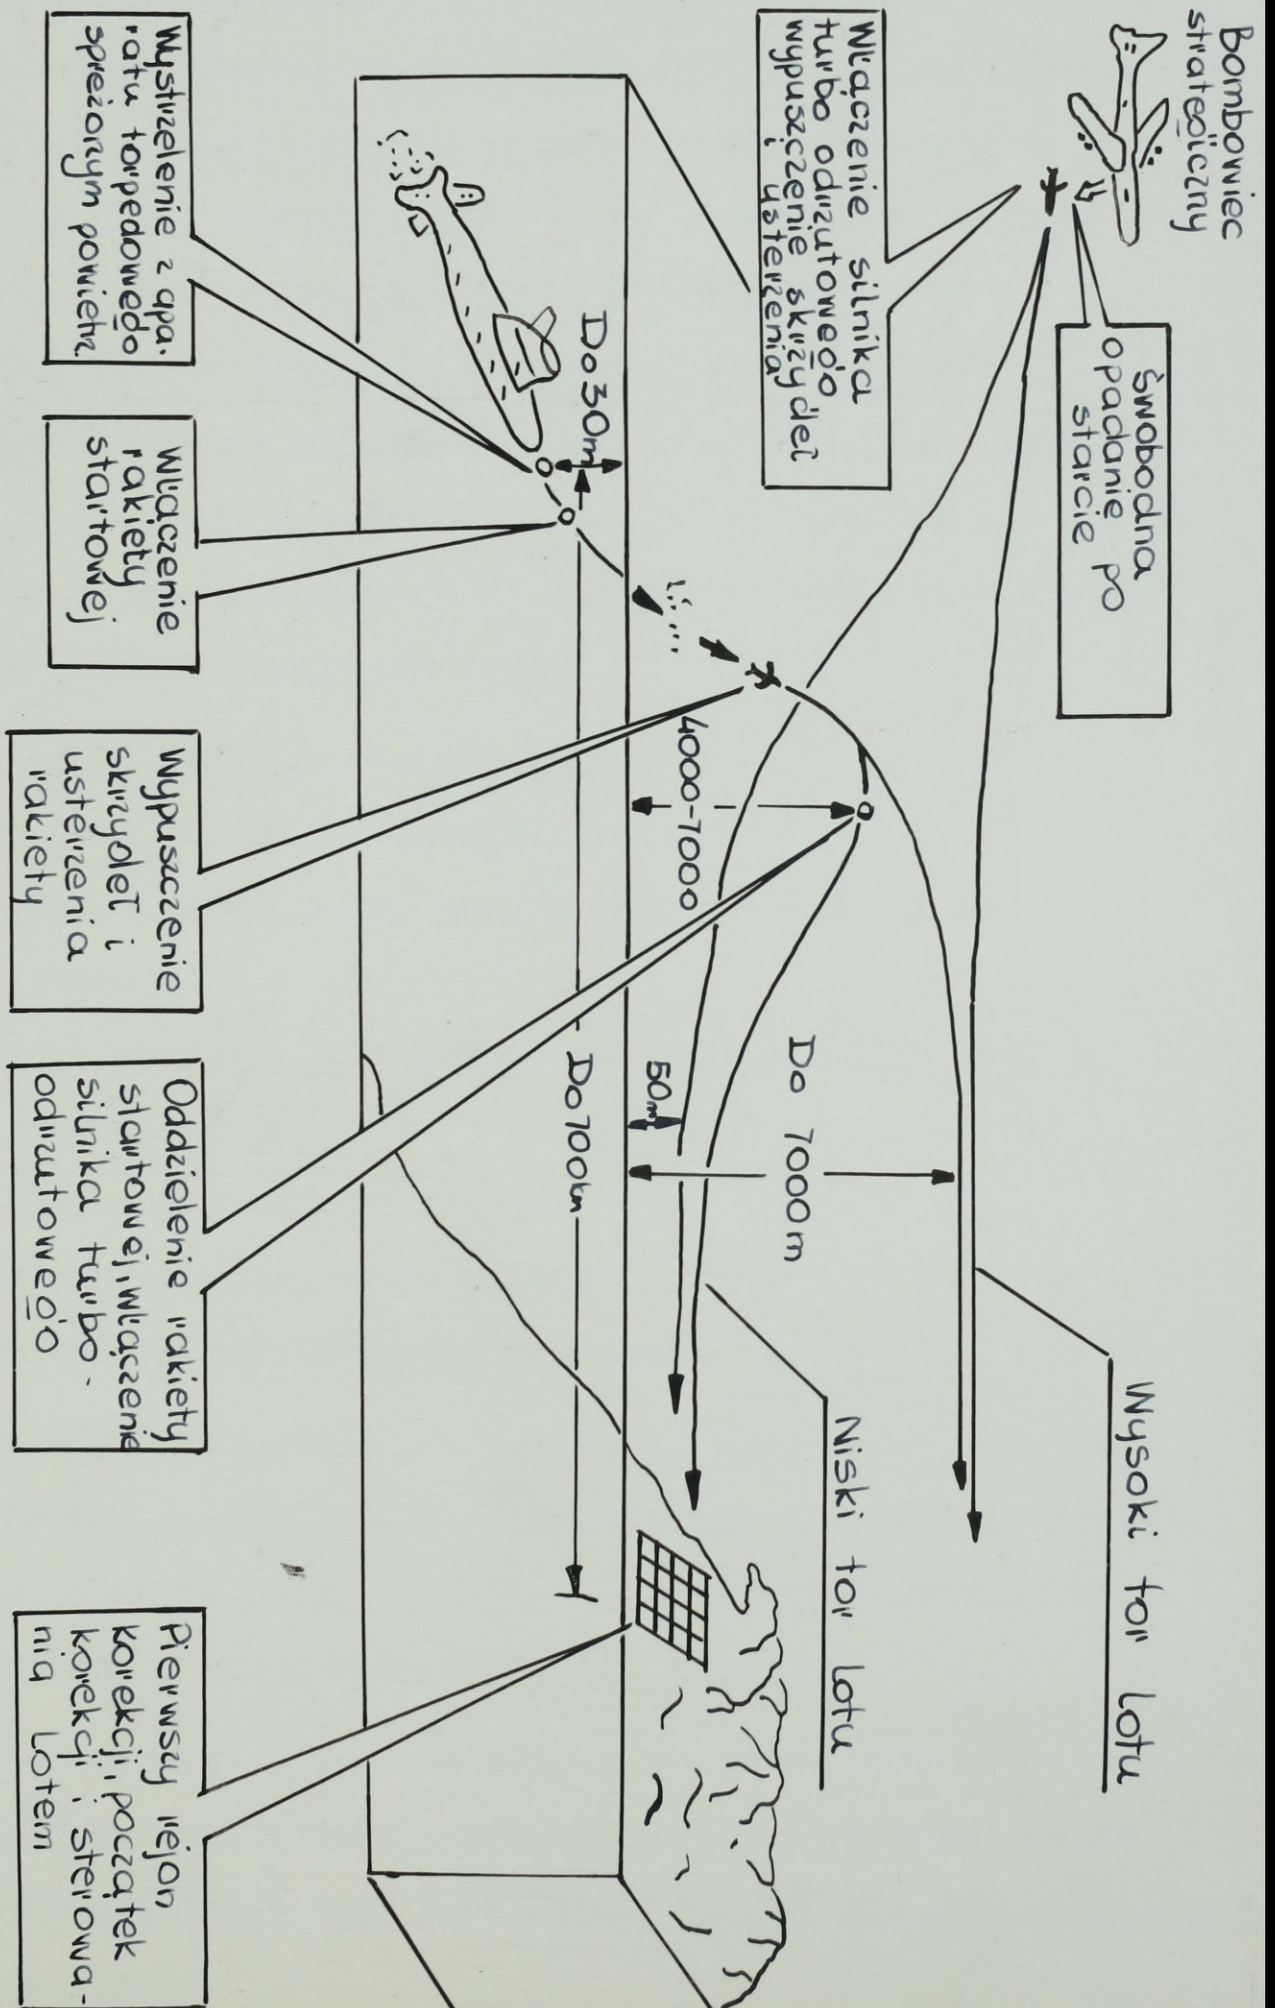 Bombowiec
strategiczny
Swobodna
opadanie po
starcie
Włączenie silnika
turbo odrzutowego
wypuszczenie skrzydeł
i usterzenia
Wysoki tor lotu
Niski tor lotu
Do 7000m
4000-7000
50m
Do 30m
Do 700km
Wystrzelenie z apa.
ratu torpedowego
sprężonym powietrz.
Włączenie
rakiety
startowej
Wypuszczenie
skrzydeł i
usterzenia
rakiety
Oddzielenie rakiety
startowej, włączenie
silnika turbo-
odrzutowego
Pierwszy rejon
korekcji, początek
korekcji i sterowa-
nia Lotem